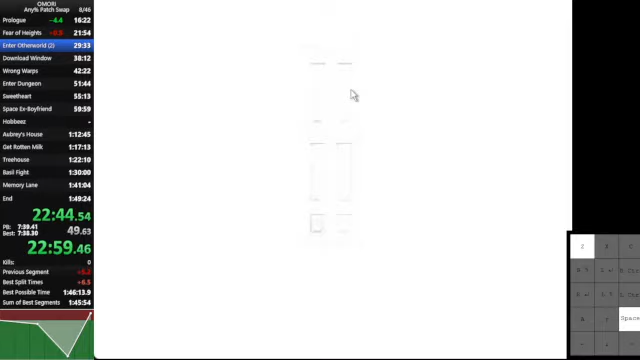 OMORI
Any% Patch Swap 8/46
Prologue -4.4 16:22
Fear of Heights -0.8 21:54
Enter Otherworld (2) 29:33
Download Window 38:12
Wrong Warps 42:22
Enter Dungeon 51:44
Sweetheart 55:13
Space Ex-Boyfriend 59:59
Hobbeez -
Aubrey's House 1:12:45
Get Rotten Milk 1:17:13
Treehouse 1:22:10
Basil Fight 1:30:00
Memory Lane 1:41:04
End 1:49:24
22:44.54
PB: 7:39.41
Best: 7:38.30 49.63
22:59.46
Kills: 0
Previous Segment
Best Split Times +6.5
Best Possible Time 1:46:13.9
Sum of Best Segments 1:45:54
Space